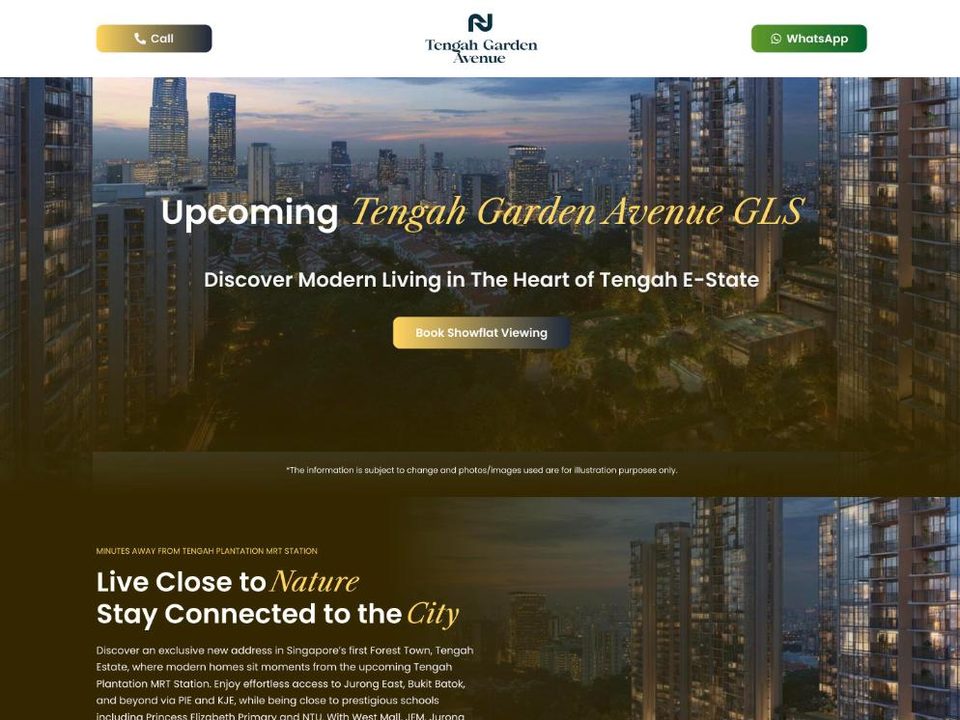 Call
Tengah Garden
Avenue
WhatsApp
Upcoming Tengah Garden Avenue GLS
Discover Modern Living in The Heart of Tengah E-State
Book Showflat Viewing
*The information is subject to change and photos/images used are for illustration purposes only.
MINUTES AWAY FROM TENGAH PLANTATION MRT STATION
Live Close to Nature
Stay Connected to the City
Discover an exclusive new address in Singapore's first Forest Town, Tengah
Estate, where modern homes sit moments from the upcoming Tengah
Plantation MRT Station. Enjoy effortless access to Jurong East, Bukit Batok,
and beyond via PIE and KJE, while being close to prestigious schools
including Princess Elizabeth Primary and NTU. With West Mall, JEM, Jurong